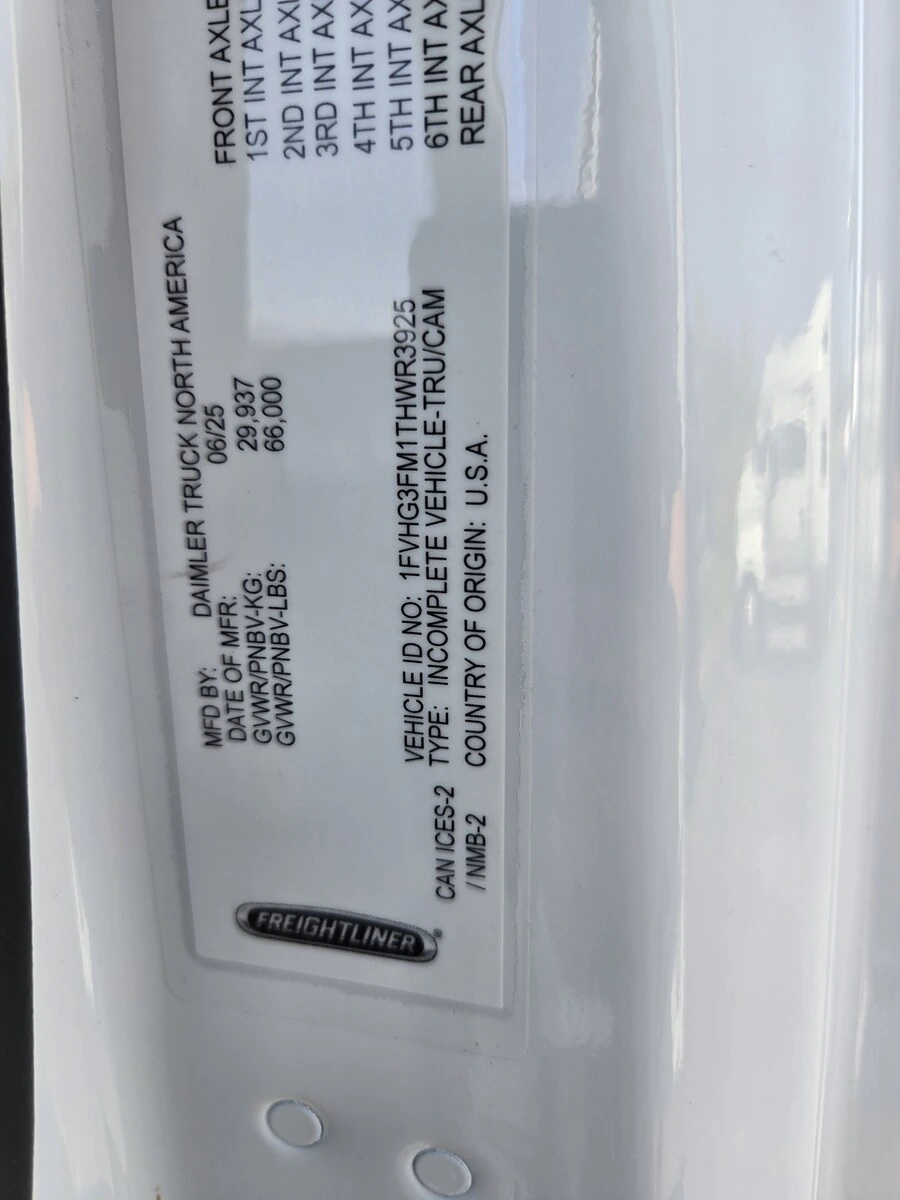 FREIGHTLINER®
MFD BY: DAIMLER TRUCK NORTH AMERICA
DATE OF MFR: 06/25
GVWR/PNBV-KG: 29,937
GVWR/PNBV-LBS: 66,000
FRONT AXLE
1ST INT AXL
2ND INT AXL
3RD INT AX
4TH INT AX
5TH INT AX
6TH INT AX
REAR AXL
VEHICLE ID NO: 1FVHG3FM1THWR3925
TYPE: INCOMPLETE VEHICLE-TRU/CAM
COUNTRY OF ORIGIN: U.S.A.
CAN ICES-2
/ NMB-2